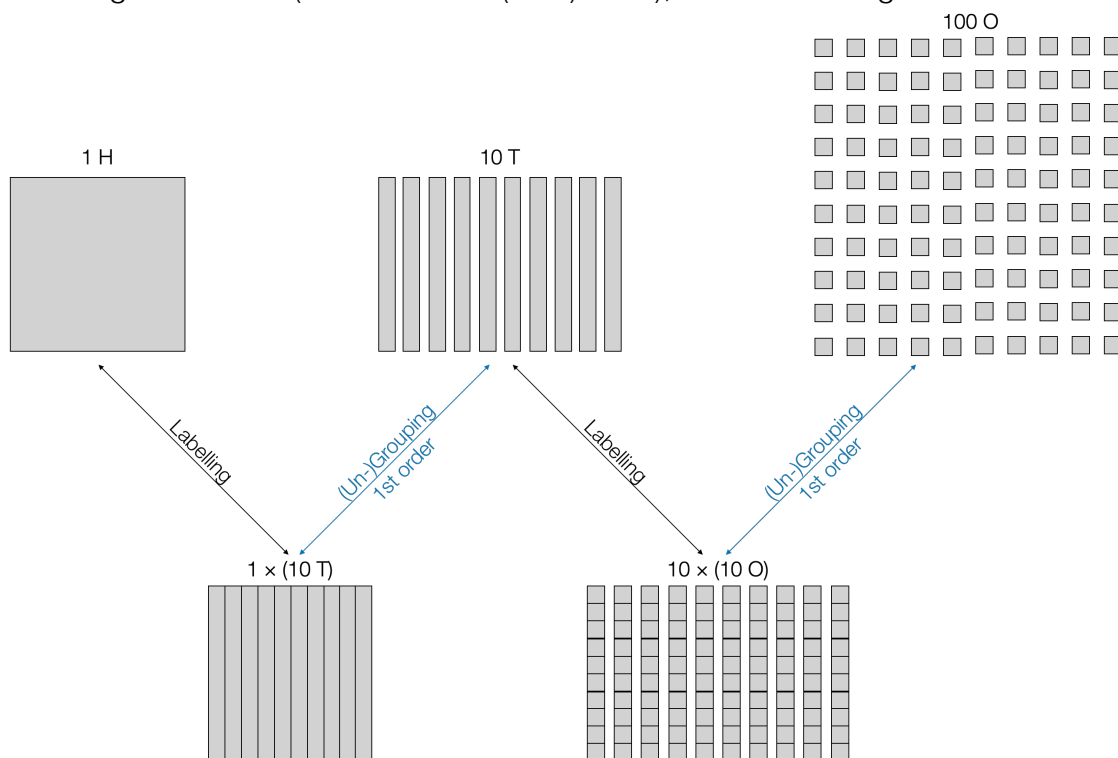 100 O
1 H
10 T
Labelling
(Un-)Grouping
1st order
Labelling
(Un-)Grouping
1st order
1 × (10 T)
10 × (10 O)